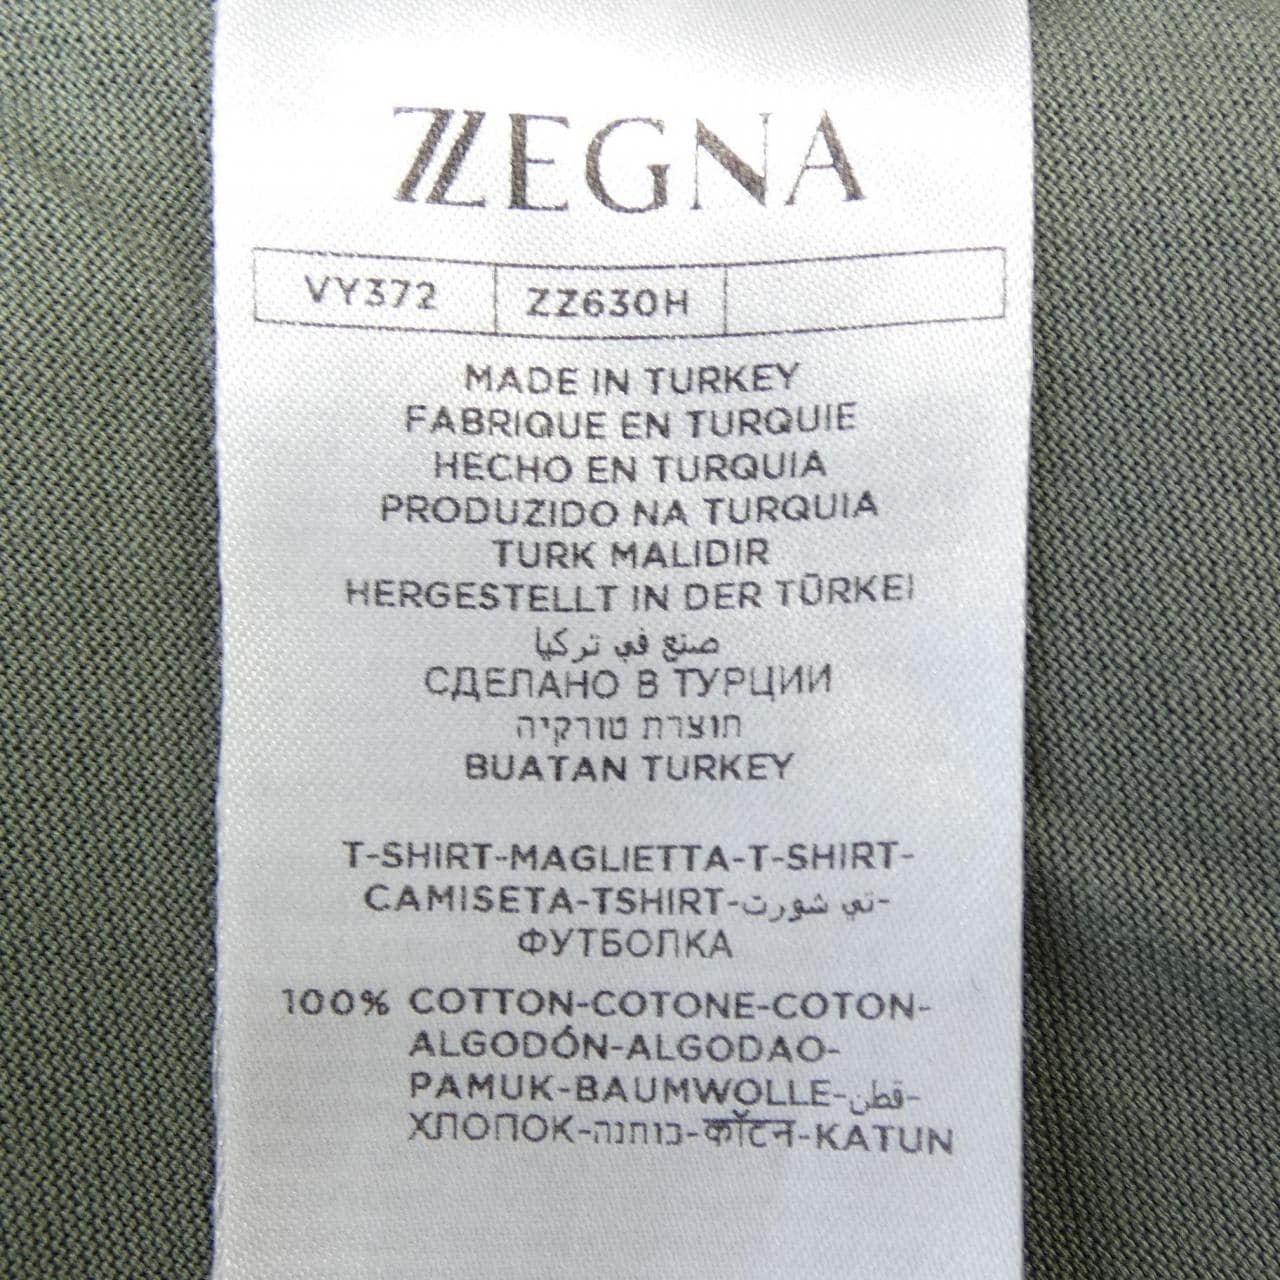 ZZEGNA
VY372 ZZ630H
MADE IN TURKEY
FABRIQUE EN TURQUIE
HECHO EN TURQUIA
PRODUZIDO NA TURQUIA
TURK MALIDIR
HERGESTELLT IN DER TÜRKEI
صنع في تركيا
СДЕЛАНО В ТУРЦИИ
תוצרת טורקיה
BUATAN TURKEY
T-SHIRT-MAGLIETTA-T-SHIRT-
CAMISETA-TSHIRT-تي شورت-
ФУТБОЛКА
100% COTTON-COTONE-COTON-
ALGODÓN-ALGODAO-
PAMUK-BAUMWOLLE-قطن-
ХЛОПОК-כותנה-कॉटन-KATUN